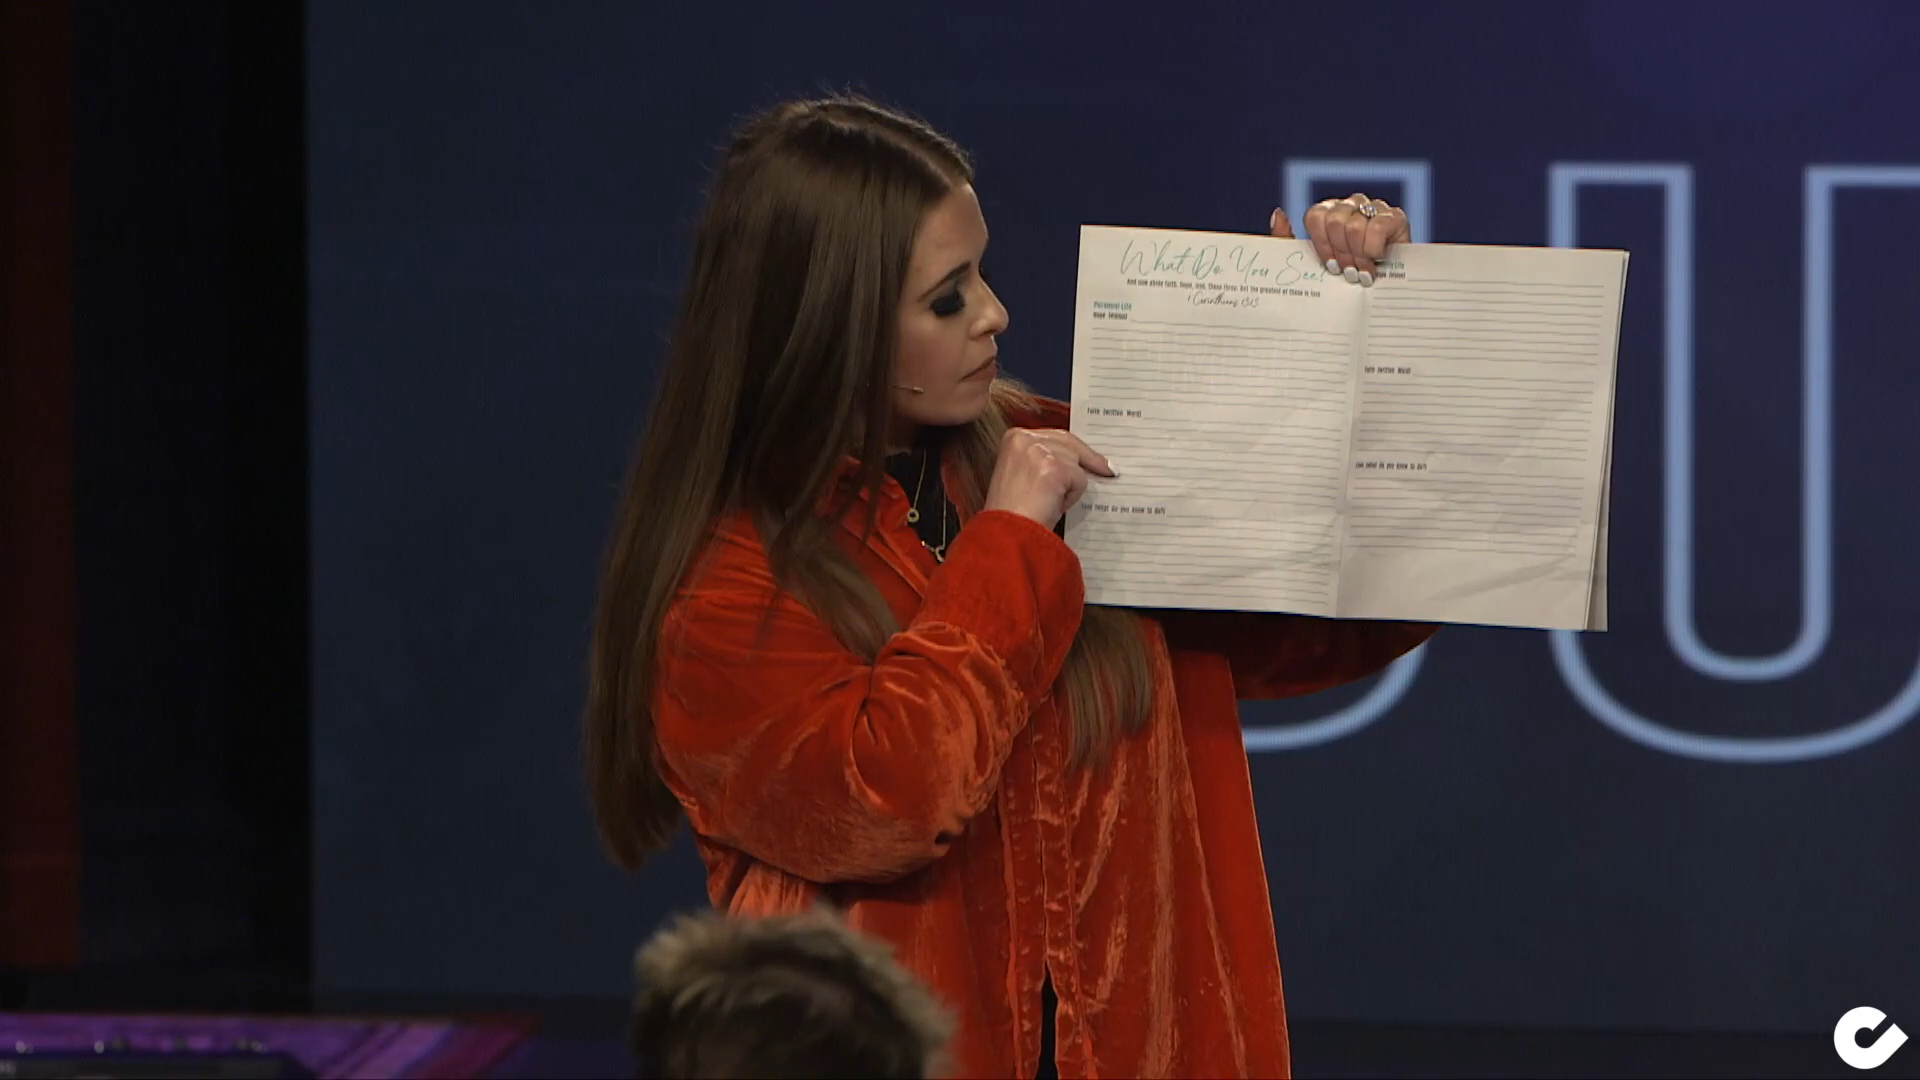 What Do You See?
And now abide faith, hope, love, these three; but the greatest of these is love
1 Corinthians 13:13
Personal Life
Hope (Vision)
Faith (Written Word)
Love (What do you know to do?)
Life
Faith (Written Word)
Love (What do you know to do?)
JU